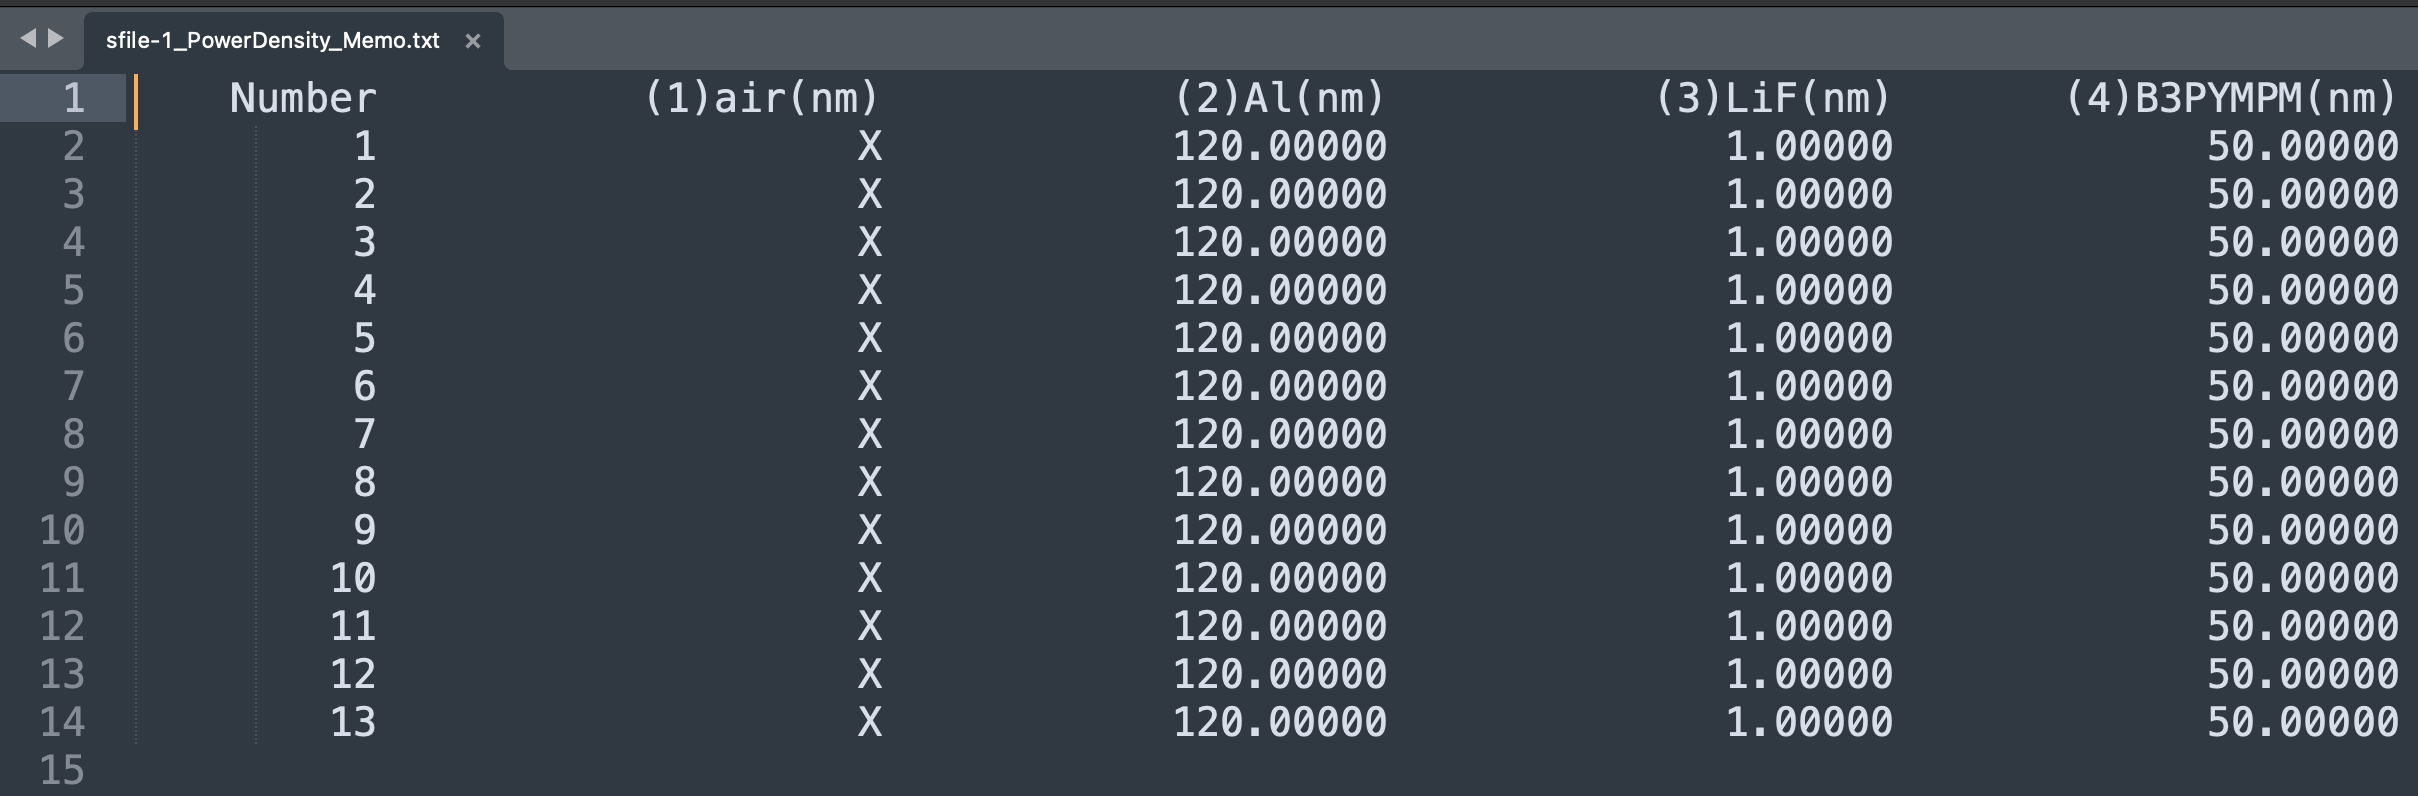 sfile-1_PowerDensity_Memo.txt ×
1 Number (1)air(nm) (2)Al(nm) (3)LiF(nm) (4)B3PYMPM(nm)
2 1 X 120.00000 1.00000 50.00000
3 2 X 120.00000 1.00000 50.00000
4 3 X 120.00000 1.00000 50.00000
5 4 X 120.00000 1.00000 50.00000
6 5 X 120.00000 1.00000 50.00000
7 6 X 120.00000 1.00000 50.00000
8 7 X 120.00000 1.00000 50.00000
9 8 X 120.00000 1.00000 50.00000
10 9 X 120.00000 1.00000 50.00000
11 10 X 120.00000 1.00000 50.00000
12 11 X 120.00000 1.00000 50.00000
13 12 X 120.00000 1.00000 50.00000
14 13 X 120.00000 1.00000 50.00000
15